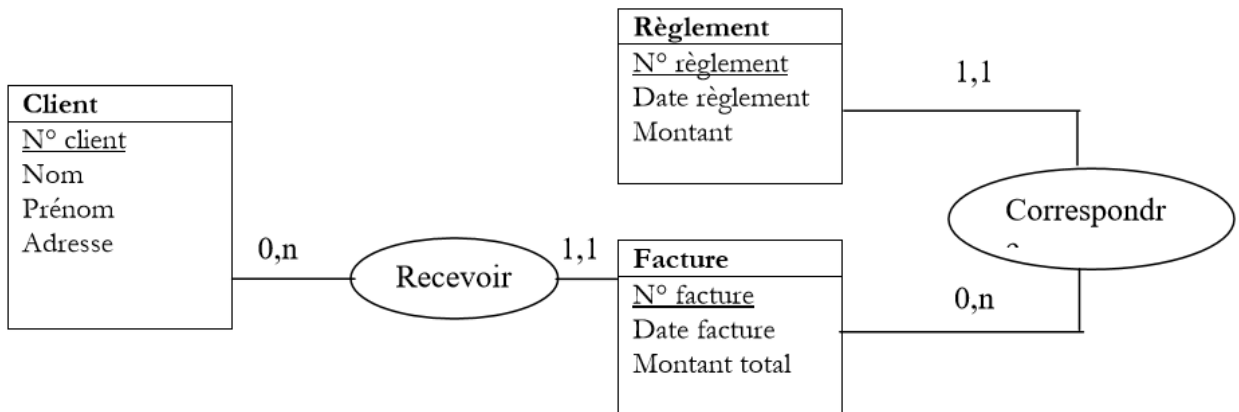 Client
N° client
Nom
Prénom
Adresse
0,n
Recevoir
1,1
Règlement
N° règlement
Date règlement
Montant
1,1
Correspondr
Facture
N° facture
Date facture
Montant total
0,n